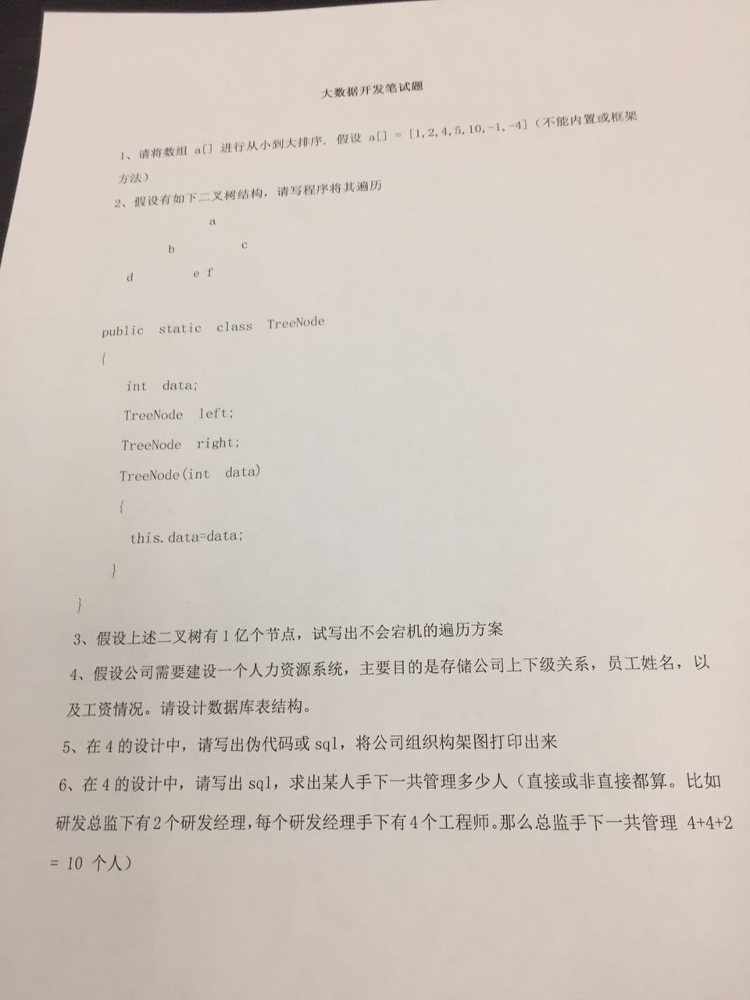 大数据开发笔试题
1、请将数组 a[] 进行从小到大排序. 假设 a[] = [1,2,4,5,10,-1,-4]（不能内置或框架
方法）
2、假设有如下二叉树结构，请写程序将其遍历
a
b c
d e f
public static class TreeNode
{
int data;
TreeNode left;
TreeNode right;
TreeNode(int data)
{
this.data=data;
}
}
3、假设上述二叉树有1亿个节点，试写出不会宕机的遍历方案
4、假设公司需要建设一个人力资源系统，主要目的是存储公司上下级关系，员工姓名，以
及工资情况。请设计数据库表结构。
5、在4的设计中，请写出伪代码或sql，将公司组织构架图打印出来
6、在4的设计中，请写出sql，求出某人手下一共管理多少人（直接或非直接都算。比如
研发总监下有2个研发经理，每个研发经理手下有4个工程师。那么总监手下一共管理 4+4+2
= 10 个人）